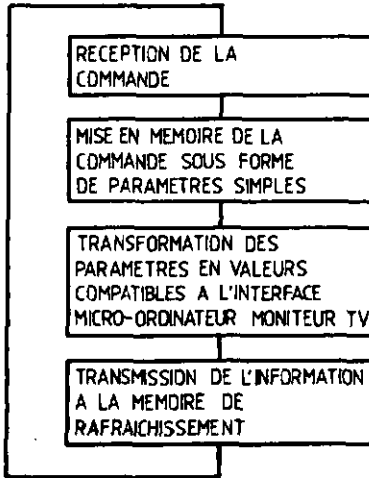 RECEPTION DE LA
COMMANDE
MISE EN MEMOIRE DE LA
COMMANDE SOUS FORME
DE PARAMETRES SIMPLES
TRANSFORMATION DES
PARAMETRES EN VALEURS
COMPATIBLES A L'INTERFACE
MICRO-ORDINATEUR MONITEUR TV
TRANSMISSION DE L'INFORMATION
A LA MEMOIRE DE
RAFRAICHISSEMENT